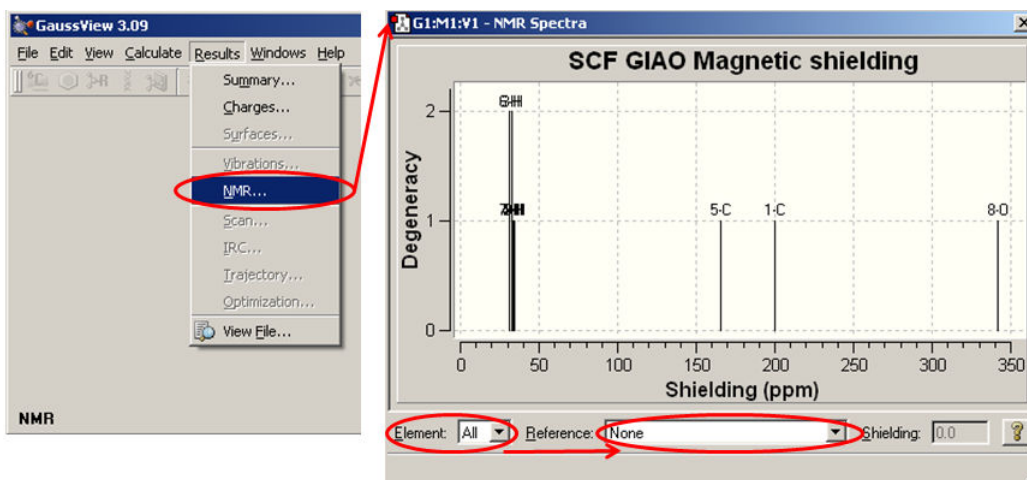 GaussView 3.09
File Edit View Calculate Results Windows Help
Summary...
Charges...
Surfaces...
Vibrations...
NMR...
Scan...
IRC...
Trajectory...
Optimization...
View File...
NMR
G1:M1:V1 - NMR Spectra
SCF GIAO Magnetic shielding
Degeneracy
2
1
0
5-C 1-C 8-O
0 50 100 150 200 250 300 350
Shielding (ppm)
Element: All Reference: None Shielding: 0.0 ?